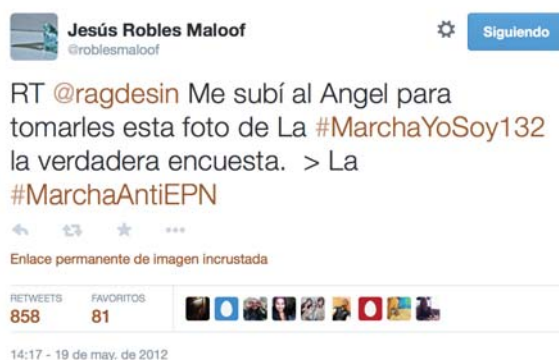 Jesús Robles Maloof
@roblesmaloof
Siguiendo
RT @ragdesin Me subí al Angel para
tomarles esta foto de La #MarchaYoSoy132
la verdadera encuesta.  > La
#MarchaAntiEPN
Enlace permanente de imagen incrustada
RETWEETS FAVORITOS
858 81
14:17 - 19 de may. de 2012